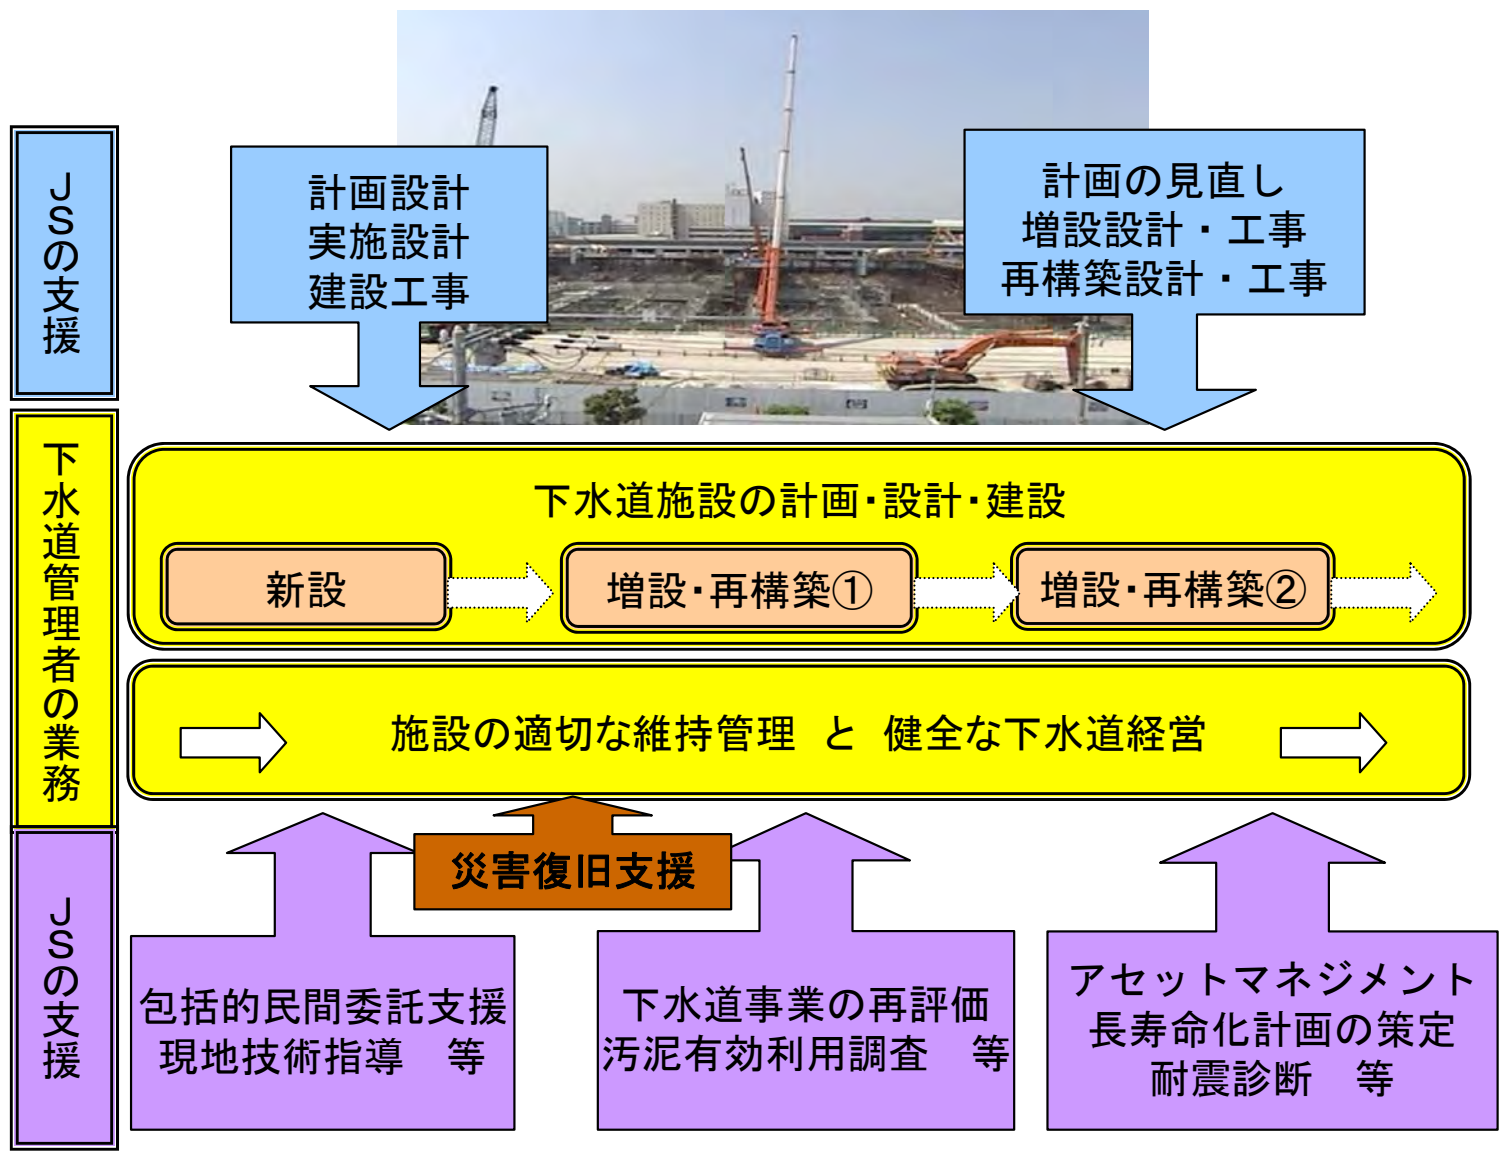 JSの支援
計画設計
実施設計
建設工事
計画の見直し
増設設計・工事
再構築設計・工事
下水道管理者の業務
下水道施設の計画・設計・建設
新設
増設・再構築①
増設・再構築②
施設の適切な維持管理　と　健全な下水道経営
JSの支援
災害復旧支援
包括的民間委託支援
現地技術指導　等
下水道事業の再評価
汚泥有効利用調査　等
アセットマネジメント
長寿命化計画の策定
耐震診断　等